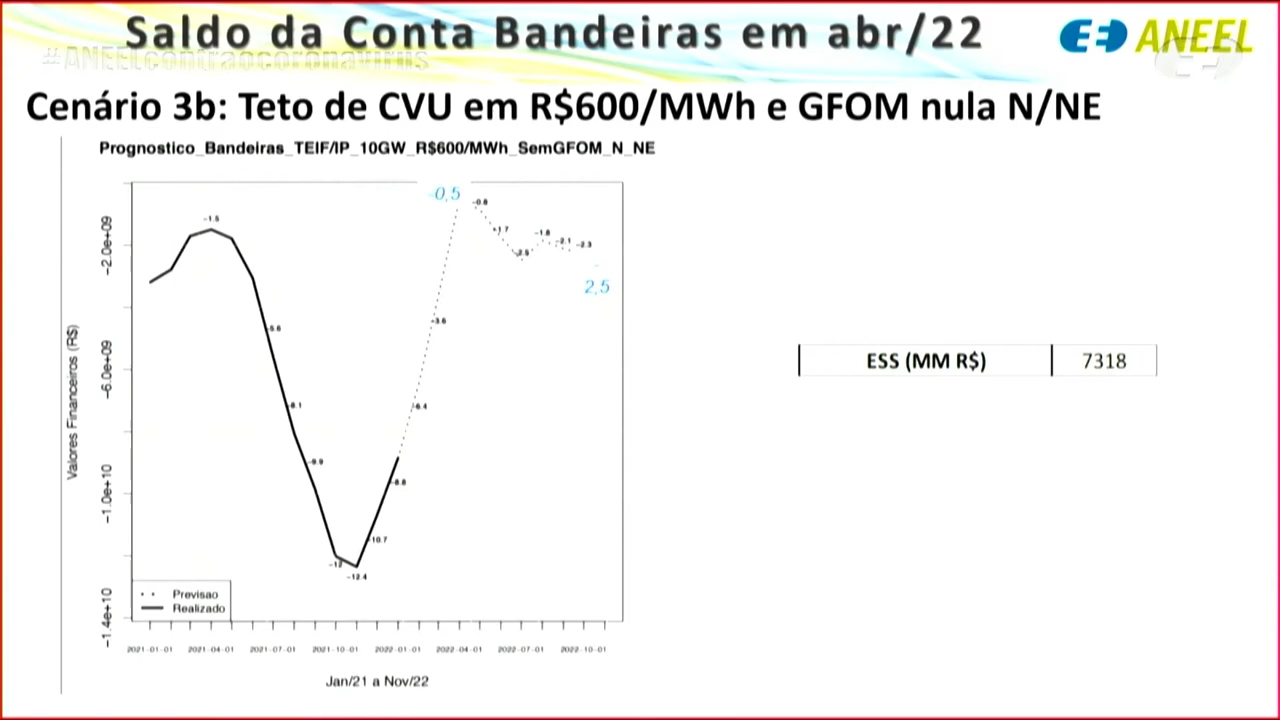 Saldo da Conta Bandeiras em abr/22
ANEEL
#ANEELcontraocoronavirus
Cenário 3b: Teto de CVU em R$600/MWh e GFOM nula N/NE
Prognostico_Bandeiras_TEIF/IP_10GW_R$600/MWh_SemGFOM_N_NE
-0,5
-0.8
-1.5
-1.7
-1.8
-2.1
-2.3
-2.5
2,5
-3.6
-5.6
-6.4
-8.1
-8.8
-9.9
-10.7
-12
-12.4
-2.0e+09
-6.0e+09
-1.0e+10
-1.4e+10
Valores Financeiros (R$)
Previsao
Realizado
2021-01-01 2021-04-01 2021-07-01 2021-10-01 2022-01-01 2022-04-01 2022-07-01 2022-10-01
Jan/21 a Nov/22
ESS (MM R$) 7318